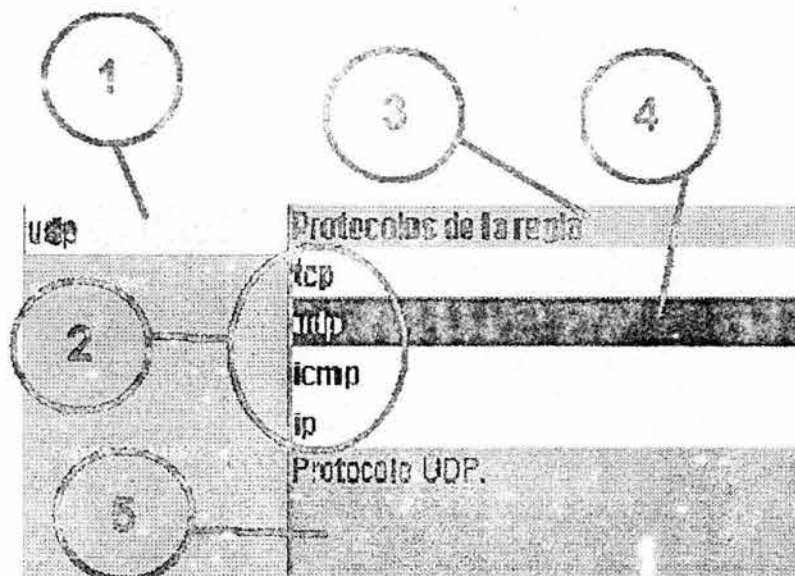 1
3
4
udp
Protocolos de la regla
tcp
udp
2
icmp
ip
Protocolo UDP.
5